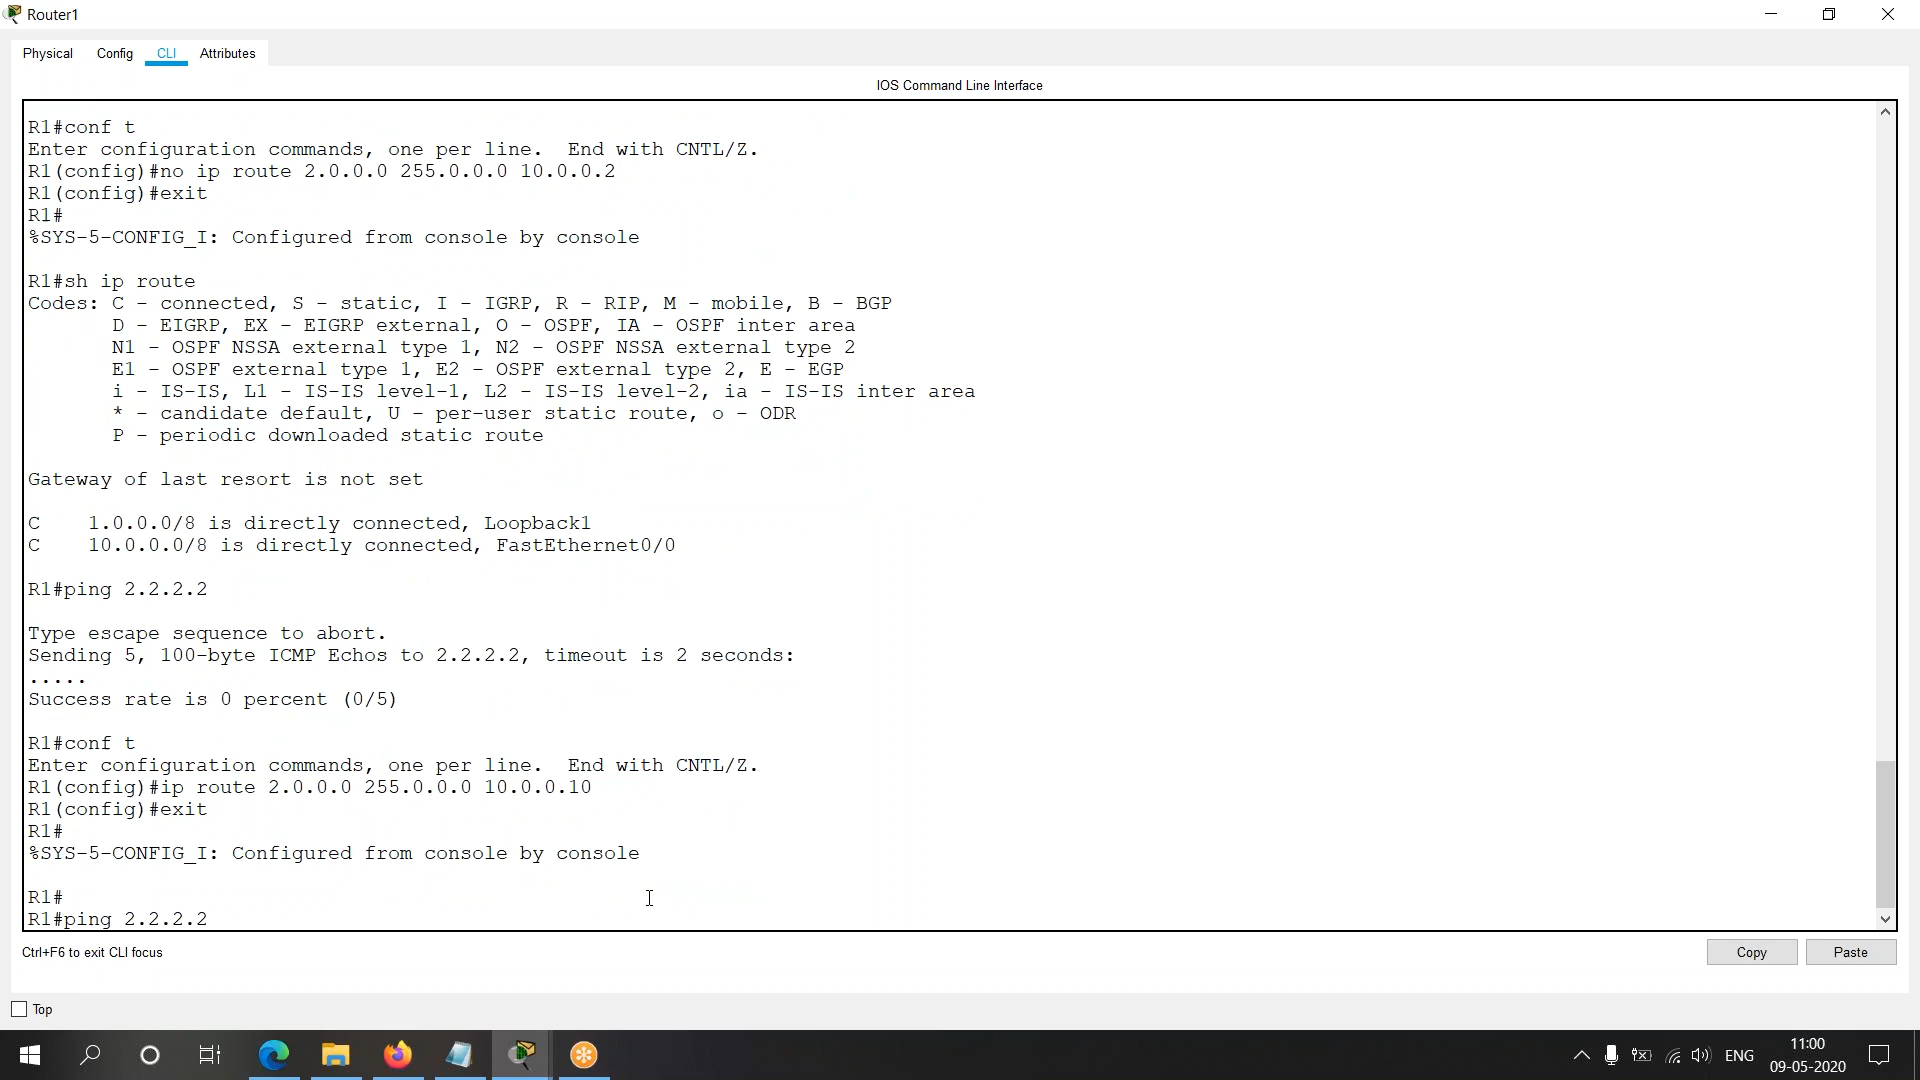 Router1
Physical Config CLI Attributes
IOS Command Line Interface
R1#conf t
Enter configuration commands, one per line.  End with CNTL/Z.
R1(config)#no ip route 2.0.0.0 255.0.0.0 10.0.0.2
R1(config)#exit
R1#
%SYS-5-CONFIG_I: Configured from console by console
R1#sh ip route
Codes: C - connected, S - static, I - IGRP, R - RIP, M - mobile, B - BGP
D - EIGRP, EX - EIGRP external, O - OSPF, IA - OSPF inter area
N1 - OSPF NSSA external type 1, N2 - OSPF NSSA external type 2
E1 - OSPF external type 1, E2 - OSPF external type 2, E - EGP
i - IS-IS, L1 - IS-IS level-1, L2 - IS-IS level-2, ia - IS-IS inter area
* - candidate default, U - per-user static route, o - ODR
P - periodic downloaded static route
Gateway of last resort is not set
C    1.0.0.0/8 is directly connected, Loopback1
C    10.0.0.0/8 is directly connected, FastEthernet0/0
R1#ping 2.2.2.2
Type escape sequence to abort.
Sending 5, 100-byte ICMP Echos to 2.2.2.2, timeout is 2 seconds:
.....
Success rate is 0 percent (0/5)
R1#conf t
Enter configuration commands, one per line.  End with CNTL/Z.
R1(config)#ip route 2.0.0.0 255.0.0.0 10.0.0.10
R1(config)#exit
R1#
%SYS-5-CONFIG_I: Configured from console by console
R1#
R1#ping 2.2.2.2
Ctrl+F6 to exit CLI focus
Copy Paste
Top
ENG
11:00
09-05-2020